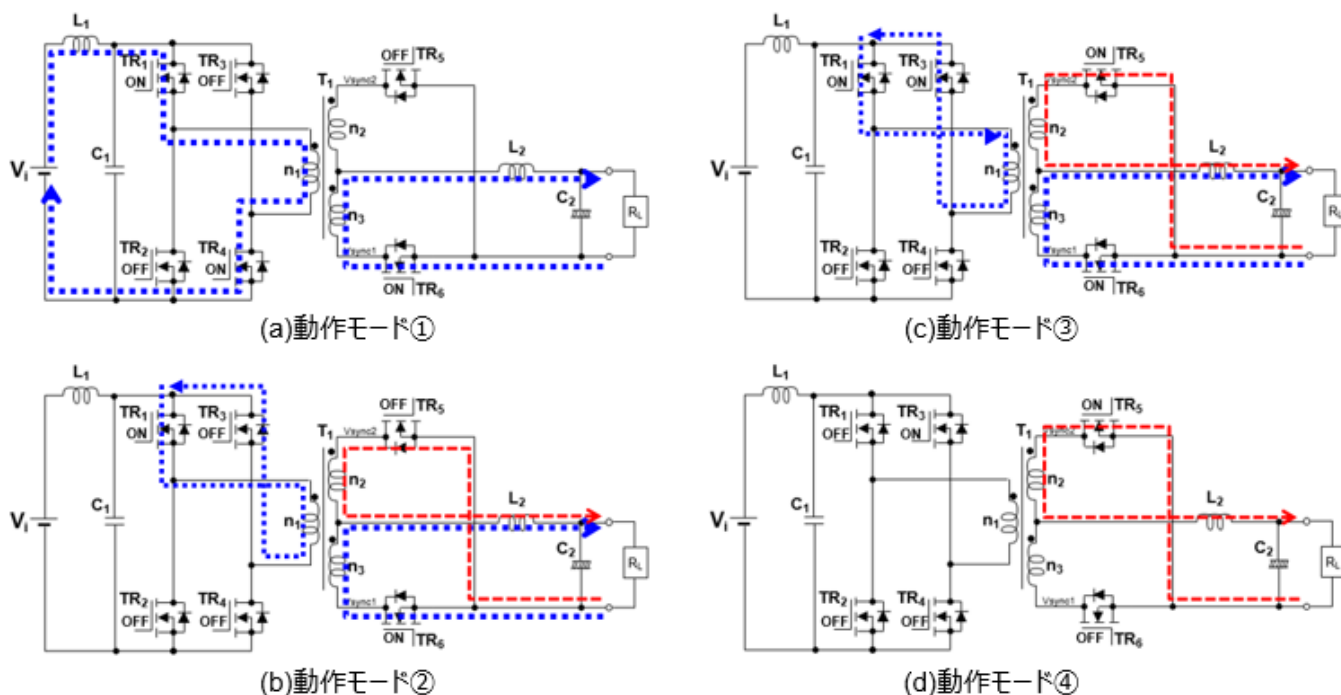 L1
TR1
ON
TR3
OFF
OFF
TR5
T1
Vsync2
n2
L2
Vi
C1
n1
C2
RL
n3
Vsync1
TR2
OFF
TR4
ON
ON
TR6
(a)動作モード①
L1
TR1
ON
TR3
ON
ON
TR5
T1
Vsync2
n2
L2
Vi
C1
n1
C2
RL
n3
Vsync1
TR2
OFF
TR4
OFF
ON
TR6
(c)動作モード③
L1
TR1
ON
TR3
OFF
OFF
TR5
T1
Vsync2
n2
L2
Vi
C1
n1
C2
RL
n3
Vsync1
TR2
OFF
TR4
OFF
ON
TR6
(b)動作モード②
L1
TR1
OFF
TR3
ON
ON
TR5
T1
Vsync2
n2
L2
Vi
C1
n1
C2
RL
n3
Vsync1
TR2
OFF
TR4
OFF
OFF
TR6
(d)動作モード④